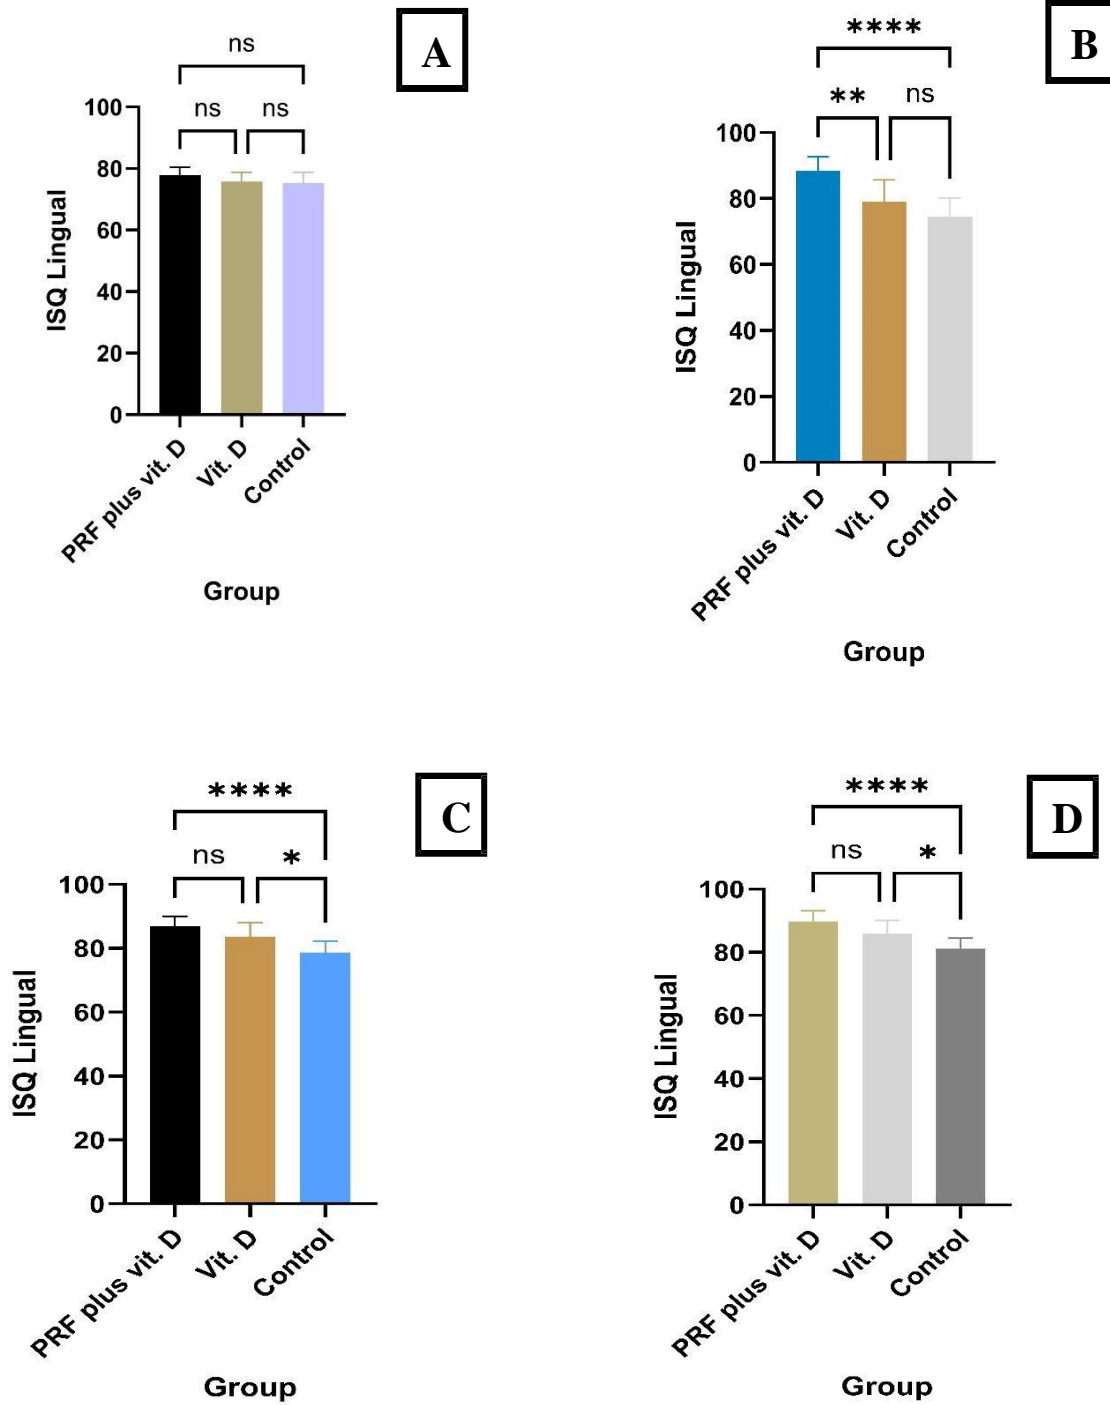 A
ns
ns ns
100
80
60
40
20
0
ISQ Lingual
PRF plus vit. D
Vit. D
Control
Group
B
****
** ns
100
80
60
40
20
0
ISQ Lingual
PRF plus vit. D
Vit. D
Control
Group
C
****
ns *
100
80
60
40
20
0
ISQ Lingual
PRF plus vit. D
Vit. D
Control
Group
D
****
ns *
100
80
60
40
20
0
ISQ Lingual
PRF plus vit. D
Vit. D
Control
Group